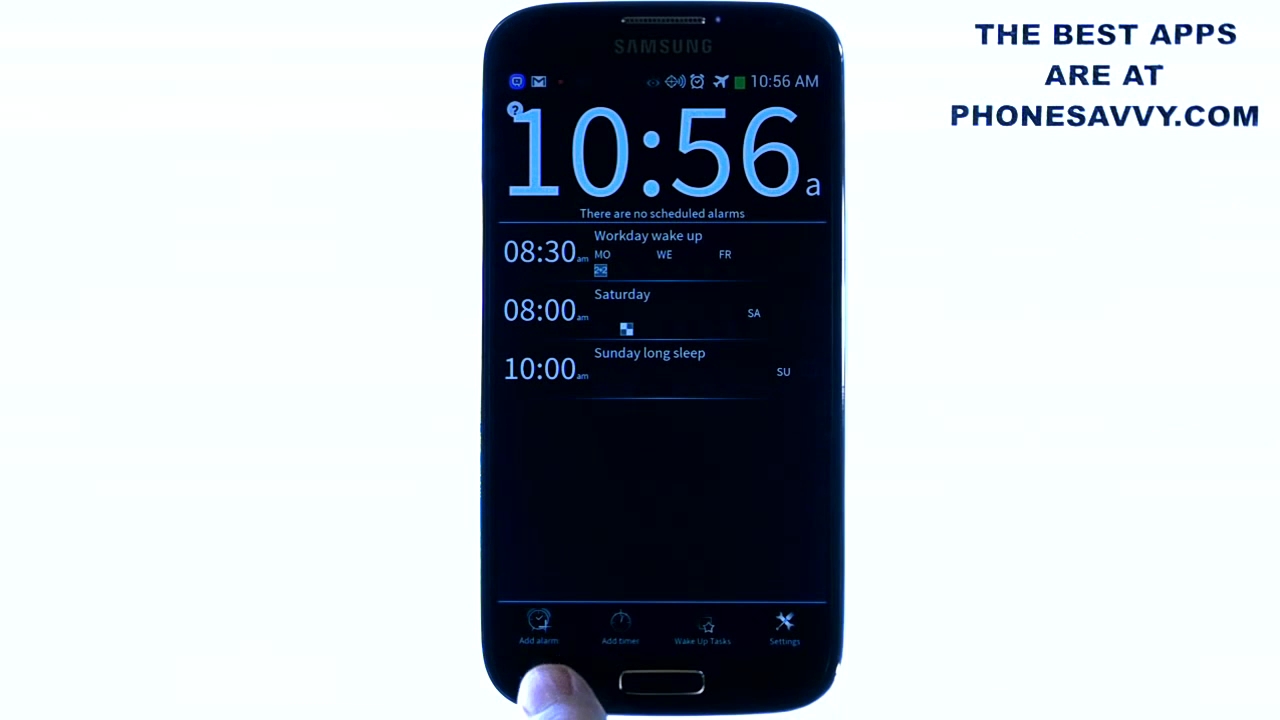 THE BEST APPS
ARE AT
PHONESAVVY.COM
SAMSUNG
10:56 AM
?
10:56 a
There are no scheduled alarms
Workday wake up
08:30 am
MO WE FR
2+2
Saturday
08:00 am
SA
Sunday long sleep
10:00 am
SU
Add alarm Add timer Wake Up Tasks Settings